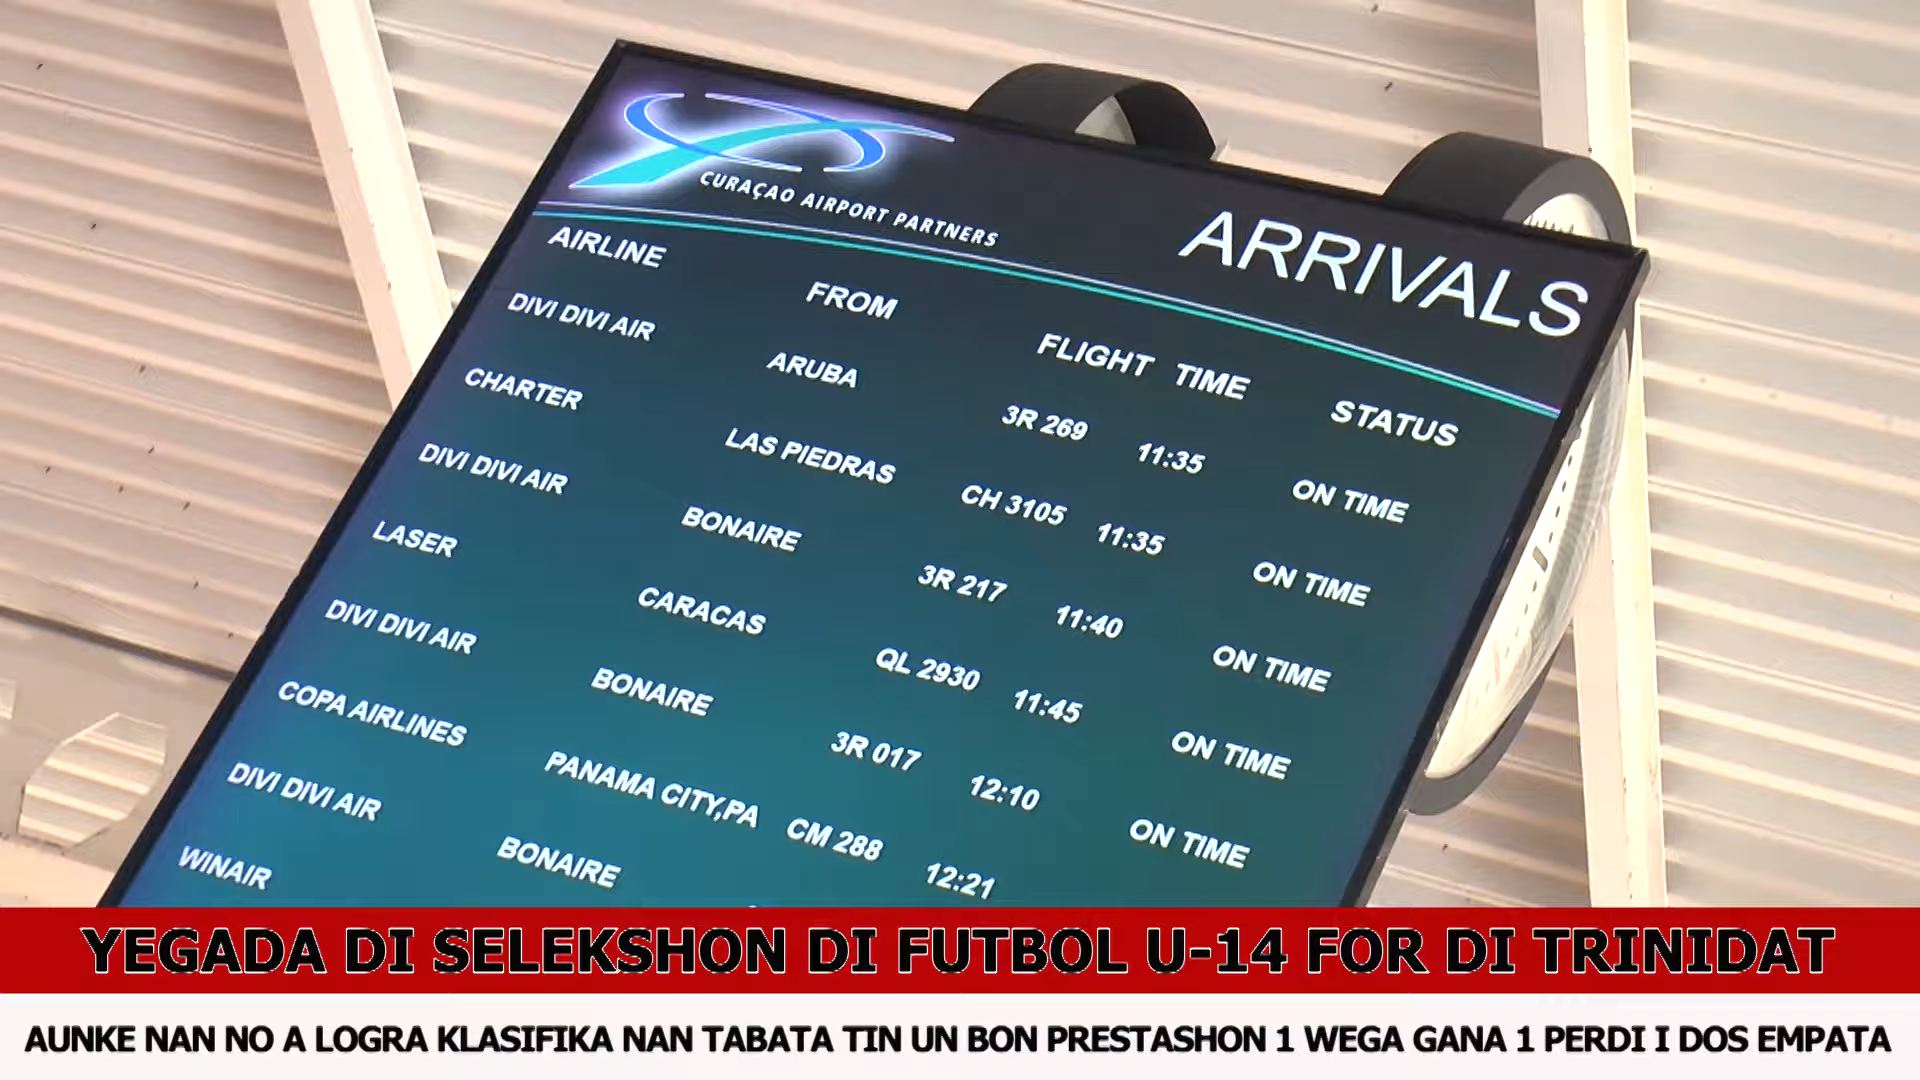 CURAÇAO AIRPORT PARTNERS
ARRIVALS
AIRLINE FROM FLIGHT TIME STATUS
DIVI DIVI AIR ARUBA 3R 269 11:35 ON TIME
CHARTER LAS PIEDRAS CH 3105 11:35 ON TIME
DIVI DIVI AIR BONAIRE 3R 217 11:40 ON TIME
LASER CARACAS QL 2930 11:45 ON TIME
DIVI DIVI AIR BONAIRE 3R 017 12:10 ON TIME
COPA AIRLINES PANAMA CITY,PA CM 288 12:21
DIVI DIVI AIR BONAIRE
WINAIR
YEGADA DI SELEKSHON DI FUTBOL U-14 FOR DI TRINIDAT
AUNKE NAN NO A LOGRA KLASIFIKA NAN TABATA TIN UN BON PRESTASHON 1 WEGA GANA 1 PERDI I DOS EMPATA